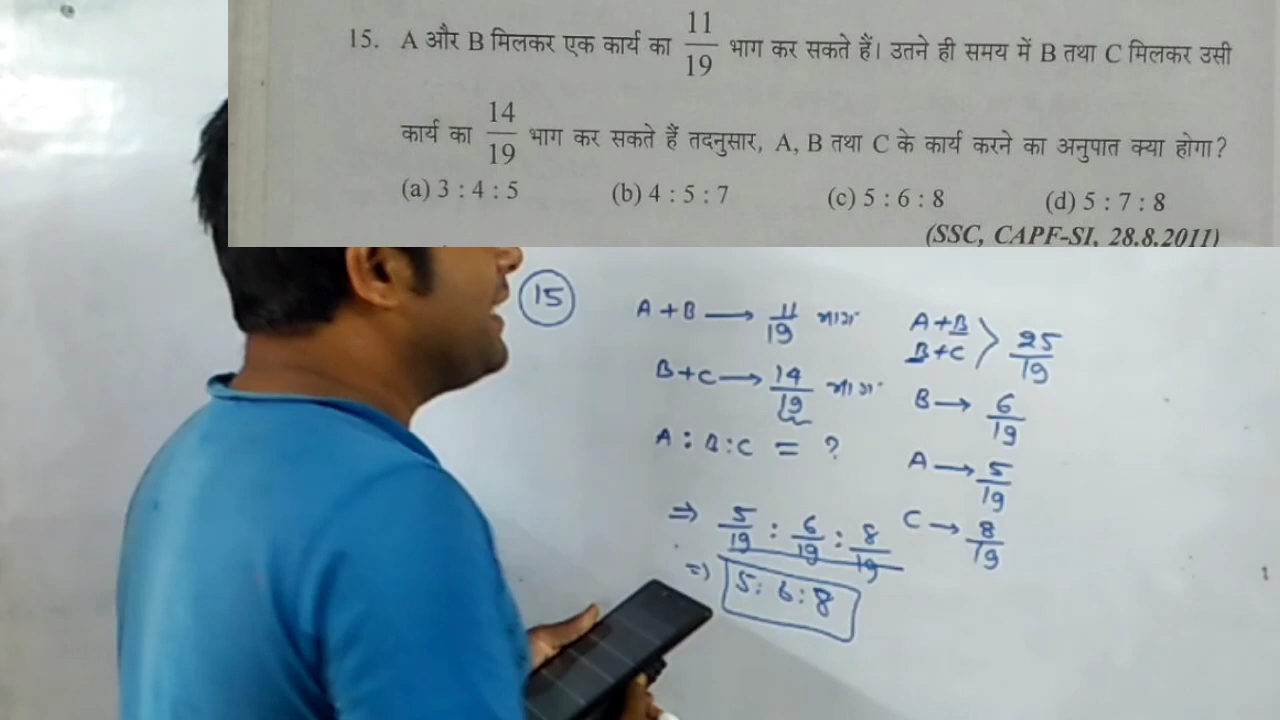 15. A और B मिलकर एक कार्य का 11/19 भाग कर सकते हैं। उतने ही समय में B तथा C मिलकर उसी
कार्य का 14/19 भाग कर सकते हैं तदनुसार, A, B तथा C के कार्य करने का अनुपात क्या होगा?
(a) 3 : 4 : 5 (b) 4 : 5 : 7 (c) 5 : 6 : 8 (d) 5 : 7 : 8
(SSC, CAPF-SI, 28.8.2011)
15
A + B → 11/19 भाग
B + C → 14/19 भाग
A : B : C = ?
⇒ 5/19 : 6/19 : 8/19
⇒ 5 : 6 : 8
A + B
B + C > 25/19
B → 6/19
A → 5/19
C → 8/19